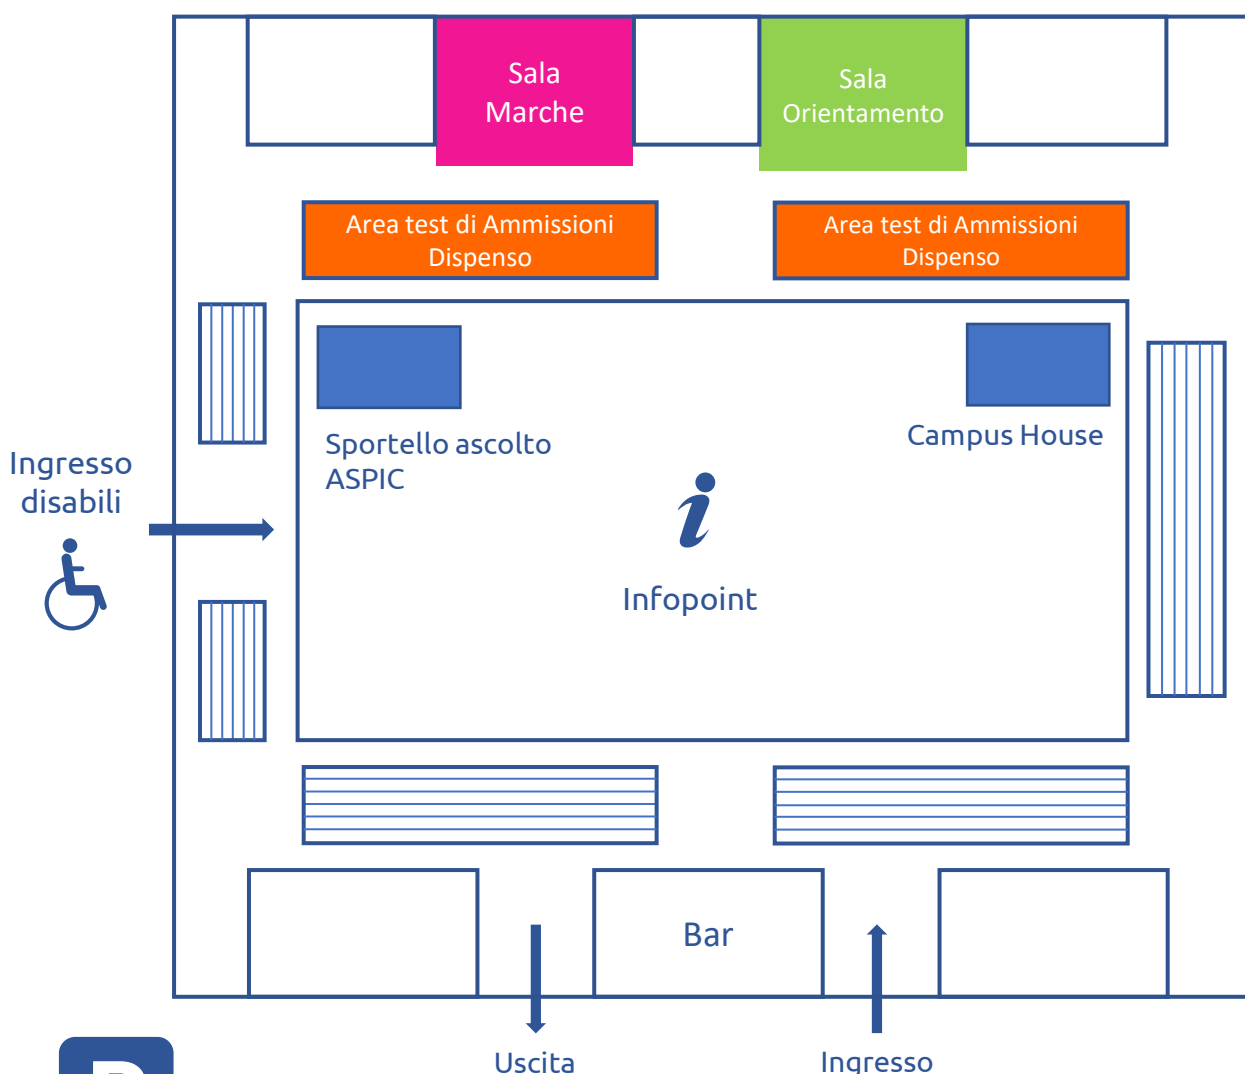 Sala
Marche
Sala
Orientamento
Area test di Ammissioni
Dispenso
Area test di Ammissioni
Dispenso
Sportello ascolto
ASPIC
Campus House
Ingresso
disabili
Infopoint
Bar
Uscita
Ingresso